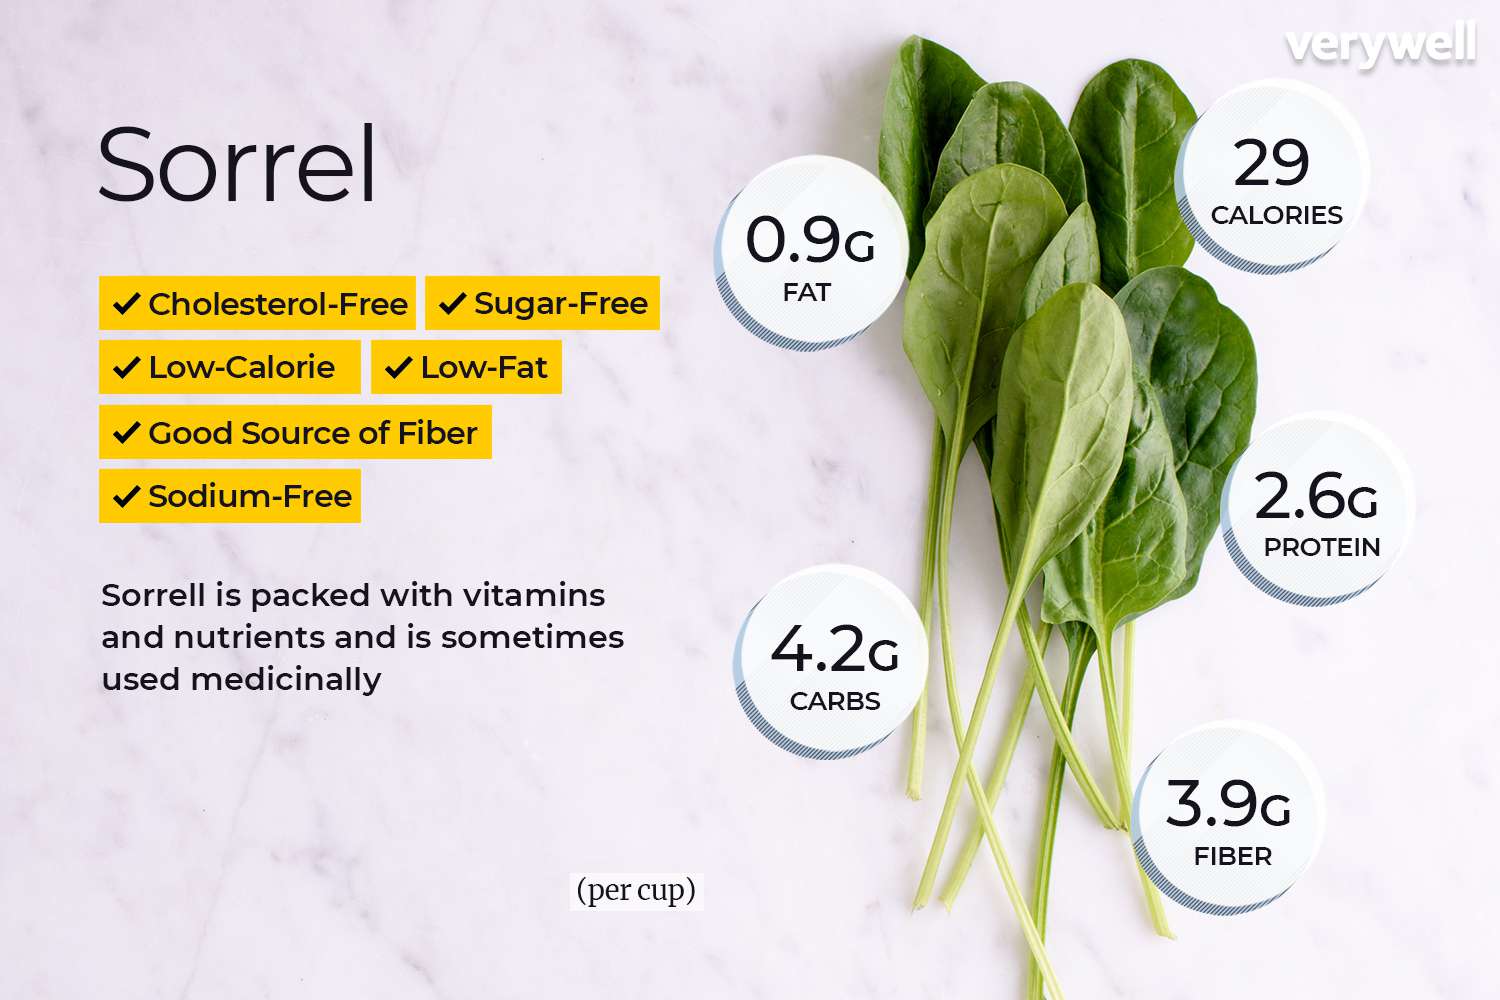 verywell
Sorrel
✔ Cholesterol-Free ✔ Sugar-Free
✔ Low-Calorie ✔ Low-Fat
✔ Good Source of Fiber
✔ Sodium-Free
Sorrell is packed with vitamins
and nutrients and is sometimes
used medicinally
(per cup)
29
CALORIES
0.9G
FAT
2.6G
PROTEIN
4.2G
CARBS
3.9G
FIBER